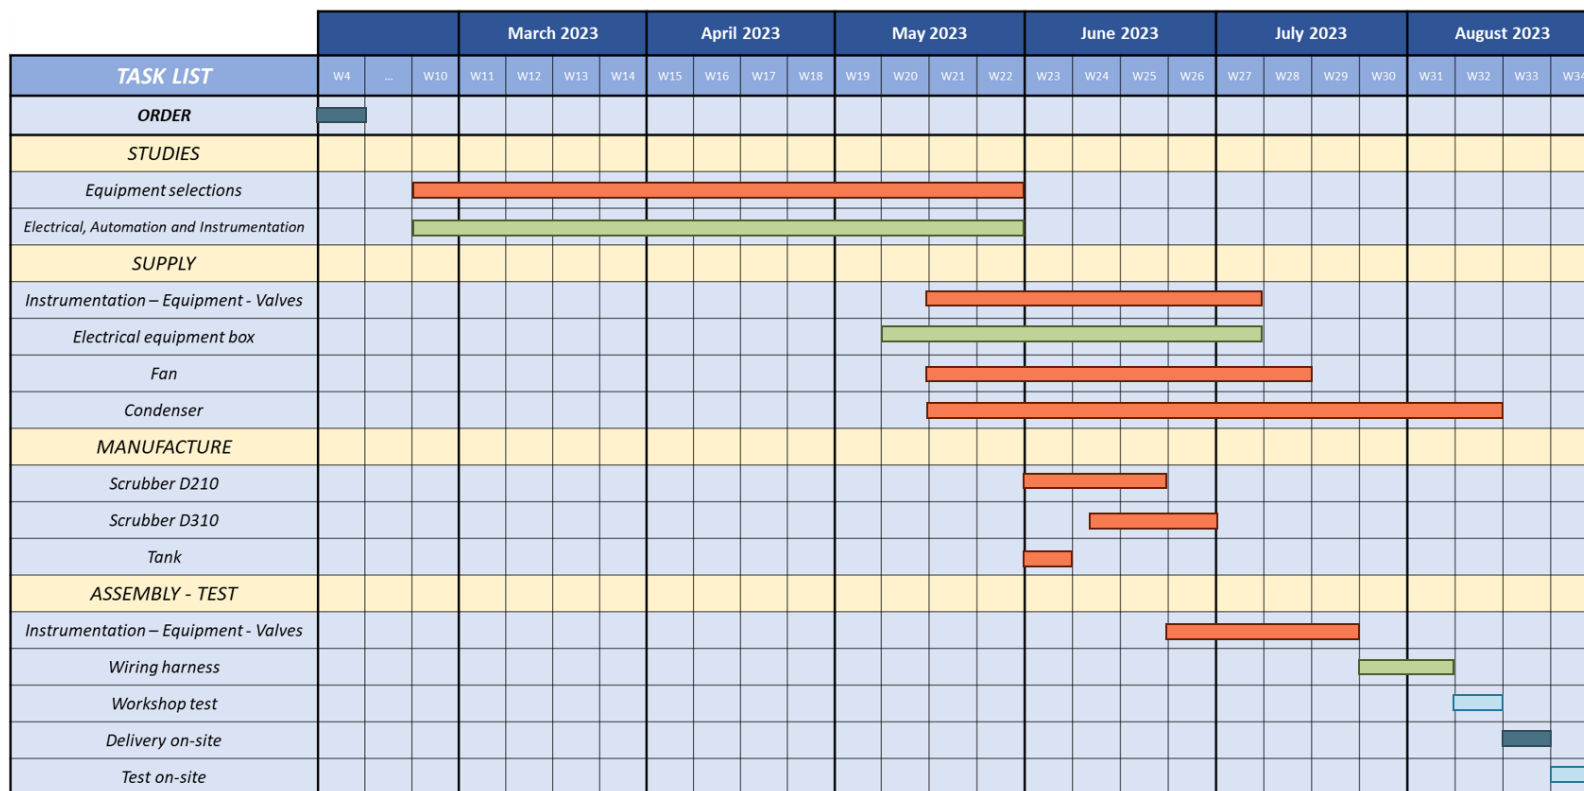 March 2023 April 2023 May 2023 June 2023 July 2023 August 2023
TASK LIST W4 ... W10 W11 W12 W13 W14 W15 W16 W17 W18 W19 W20 W21 W22 W23 W24 W25 W26 W27 W28 W29 W30 W31 W32 W33 W34
ORDER
STUDIES
Equipment selections
Electrical, Automation and Instrumentation
SUPPLY
Instrumentation – Equipment - Valves
Electrical equipment box
Fan
Condenser
MANUFACTURE
Scrubber D210
Scrubber D310
Tank
ASSEMBLY - TEST
Instrumentation – Equipment - Valves
Wiring harness
Workshop test
Delivery on-site
Test on-site